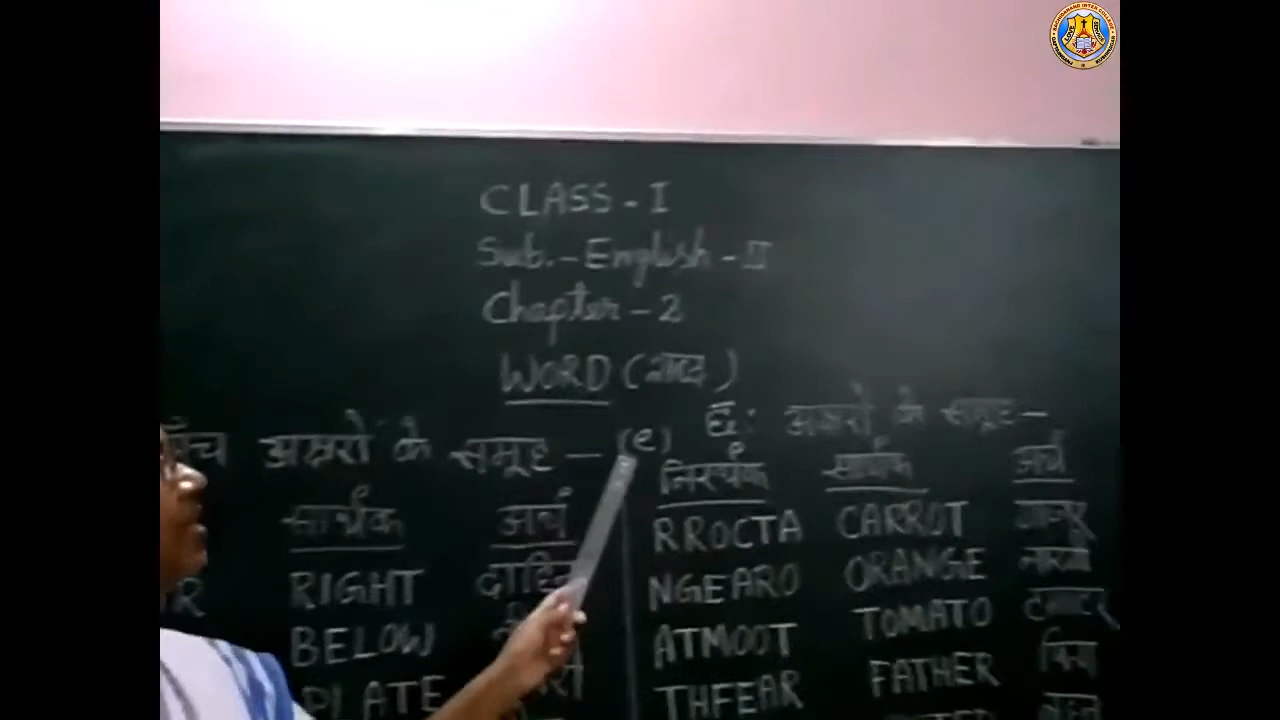 CLASS - I
Sub. - English - II
Chapter - 2
WORD (शब्द)
पाँच अक्षरों के समूह -
सार्थक अर्थ
RIGHT
BELOW
PLATE
(e) छः अक्षरों के समूह -
निरर्थक सार्थक अर्थ
RROCTA CARROT गाजर
NGEARO ORANGE
ATMOOT TOMATO टमाटर
THFEAR FATHER पिता